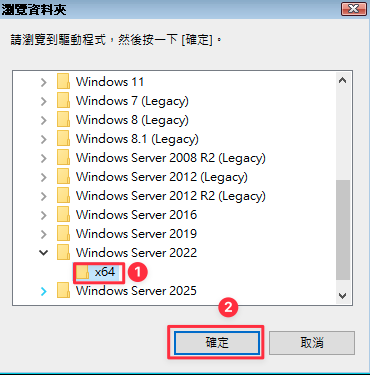 瀏覽資料夾
請瀏覽到驅動程式，然後按一下 [確定]。
Windows 11
Windows 7 (Legacy)
Windows 8 (Legacy)
Windows 8.1 (Legacy)
Windows Server 2008 R2 (Legacy)
Windows Server 2012 (Legacy)
Windows Server 2012 R2 (Legacy)
Windows Server 2016
Windows Server 2019
Windows Server 2022
x64 1
Windows Server 2025
2
確定 取消